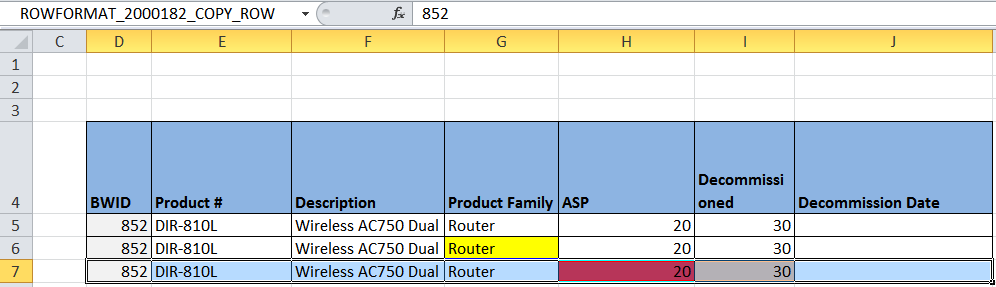 ROWFORMAT_2000182_COPY_ROW fx 852
C D E F G H I J
1
2
3
4 BWID Product # Description Product Family ASP Decommissi
oned Decommission Date
5 852 DIR-810L Wireless AC750 Dual Router 20 30
6 852 DIR-810L Wireless AC750 Dual Router 20 30
7 852 DIR-810L Wireless AC750 Dual Router 20 30